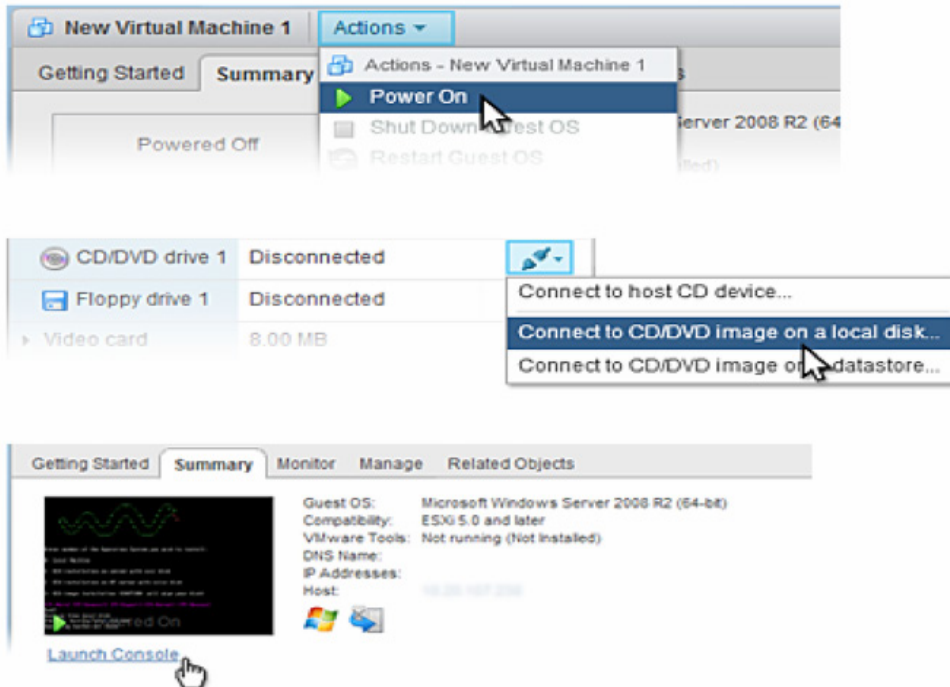 New Virtual Machine 1
Actions
Getting Started
Summary
Actions - New Virtual Machine 1
Power On
Powered Off
Shut Down Guest OS
Restart Guest OS
Server 2008 R2 (64
CD/DVD drive 1 Disconnected
Floppy drive 1 Disconnected
Video card 8.00 MB
Connect to host CD device...
Connect to CD/DVD image on a local disk...
Connect to CD/DVD image on datastore...
Getting Started Summary Monitor Manage Related Objects
Guest OS: Microsoft Windows Server 2008 R2 (64-bit)
Compatibility: ESXi 5.0 and later
VMware Tools: Not running (Not Installed)
DNS Name:
IP Addresses:
Host:
Powered On
Launch Console